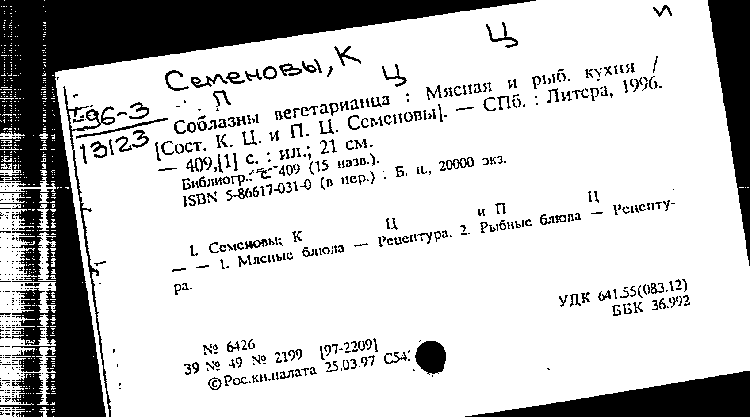 Семеновы, К Ц и
П Ц
96-3
13123
Соблазны вегетарианца : Мясная и рыб. кухня /
[Сост. К. Ц. и П. Ц. Семеновы]. — СПб. : Литера, 1996.
— 409,[1] с. : ил.; 21 см.
Библиогр.: с 409 (15 назв.).
ISBN 5-86617-031-0 (в пер.) : Б. ц., 20000 экз.
I. Семеновы К Ц и П Ц
— — 1. Мясные блюда — Рецептура. 2. Рыбные блюда — Рецепту-
ра.
УДК 641.55(083.12)
ББК 36.992
№ 6426
39 № 49 № 2199 [97-2209]
© Рос.кн.палата 25.03.97 С54